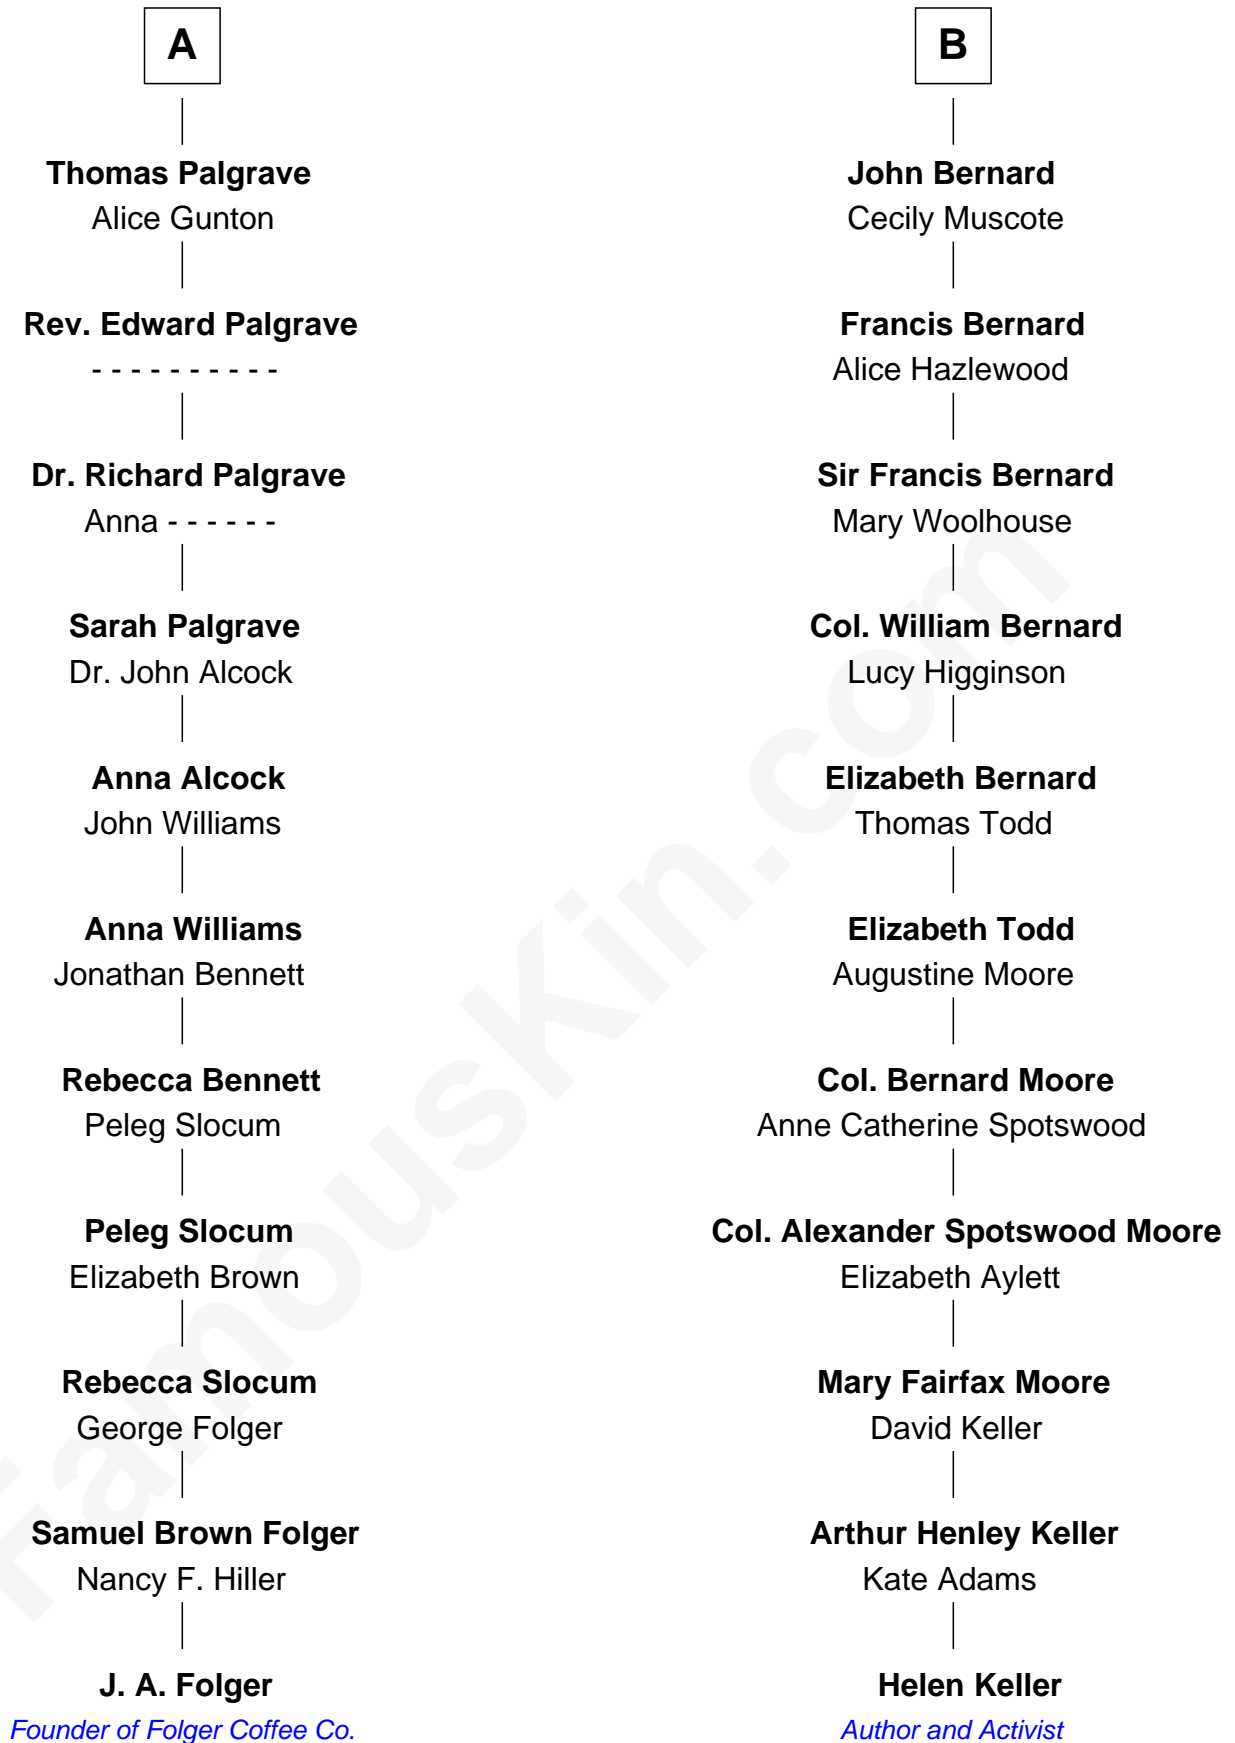 A
Thomas Palgrave
Alice Gunton
Rev. Edward Palgrave
- - - - - - - - - -
Dr. Richard Palgrave
Anna - - - - - -
Sarah Palgrave
Dr. John Alcock
Anna Alcock
John Williams
Anna Williams
Jonathan Bennett
Rebecca Bennett
Peleg Slocum
Peleg Slocum
Elizabeth Brown
Rebecca Slocum
George Folger
Samuel Brown Folger
Nancy F. Hiller
J. A. Folger
Founder of Folger Coffee Co.
B
John Bernard
Cecily Muscote
Francis Bernard
Alice Hazlewood
Sir Francis Bernard
Mary Woolhouse
Col. William Bernard
Lucy Higginson
Elizabeth Bernard
Thomas Todd
Elizabeth Todd
Augustine Moore
Col. Bernard Moore
Anne Catherine Spotswood
Col. Alexander Spotswood Moore
Elizabeth Aylett
Mary Fairfax Moore
David Keller
Arthur Henley Keller
Kate Adams
Helen Keller
Author and Activist
FamousKin.com